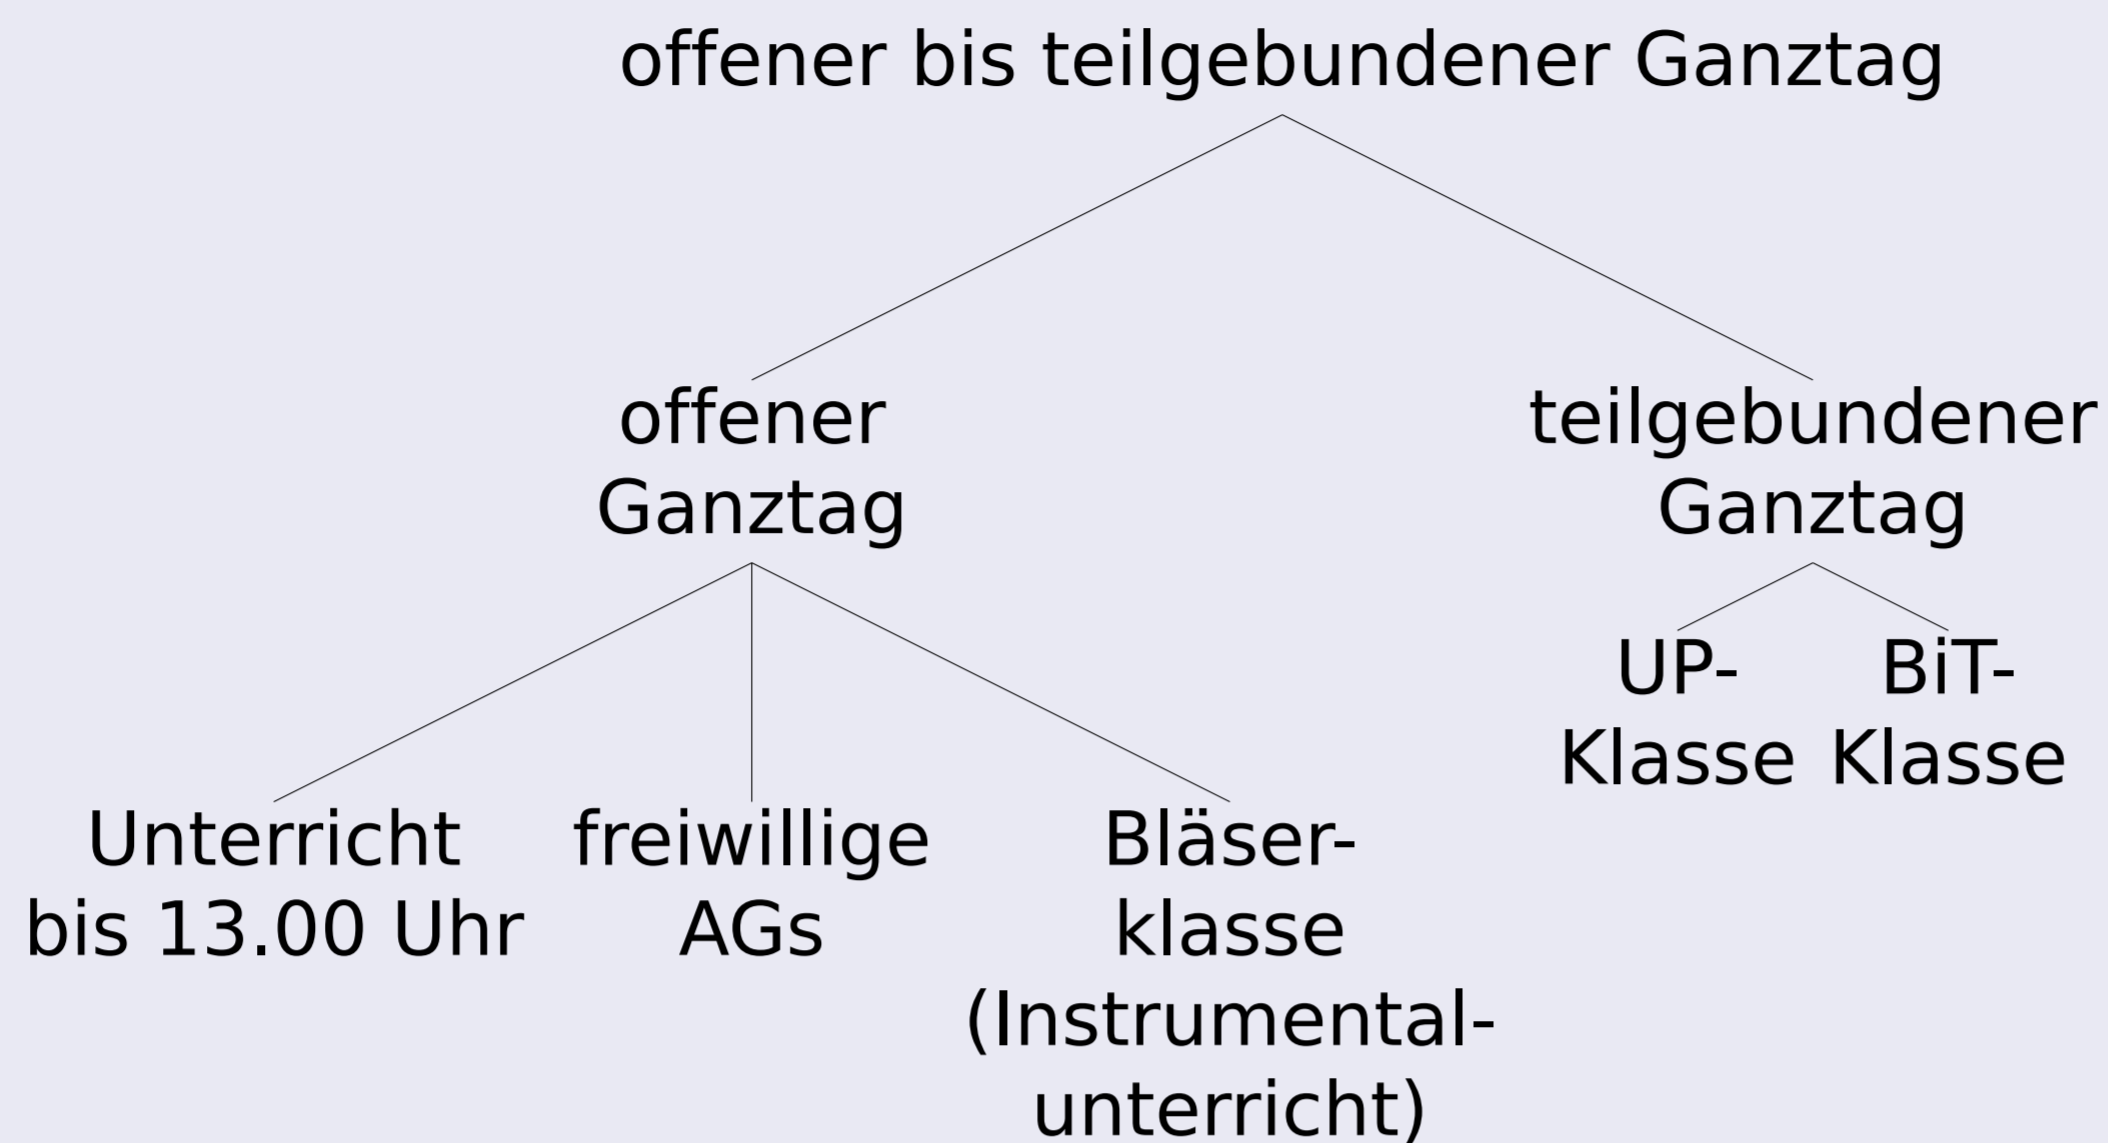 offener bis teilgebundener Ganztag
offener
Ganztag
teilgebundener
Ganztag
UP-
Klasse
BiT-
Klasse
Unterricht
bis 13.00 Uhr
freiwillige
AGs
Bläser-
klasse
(Instrumental-
unterricht)